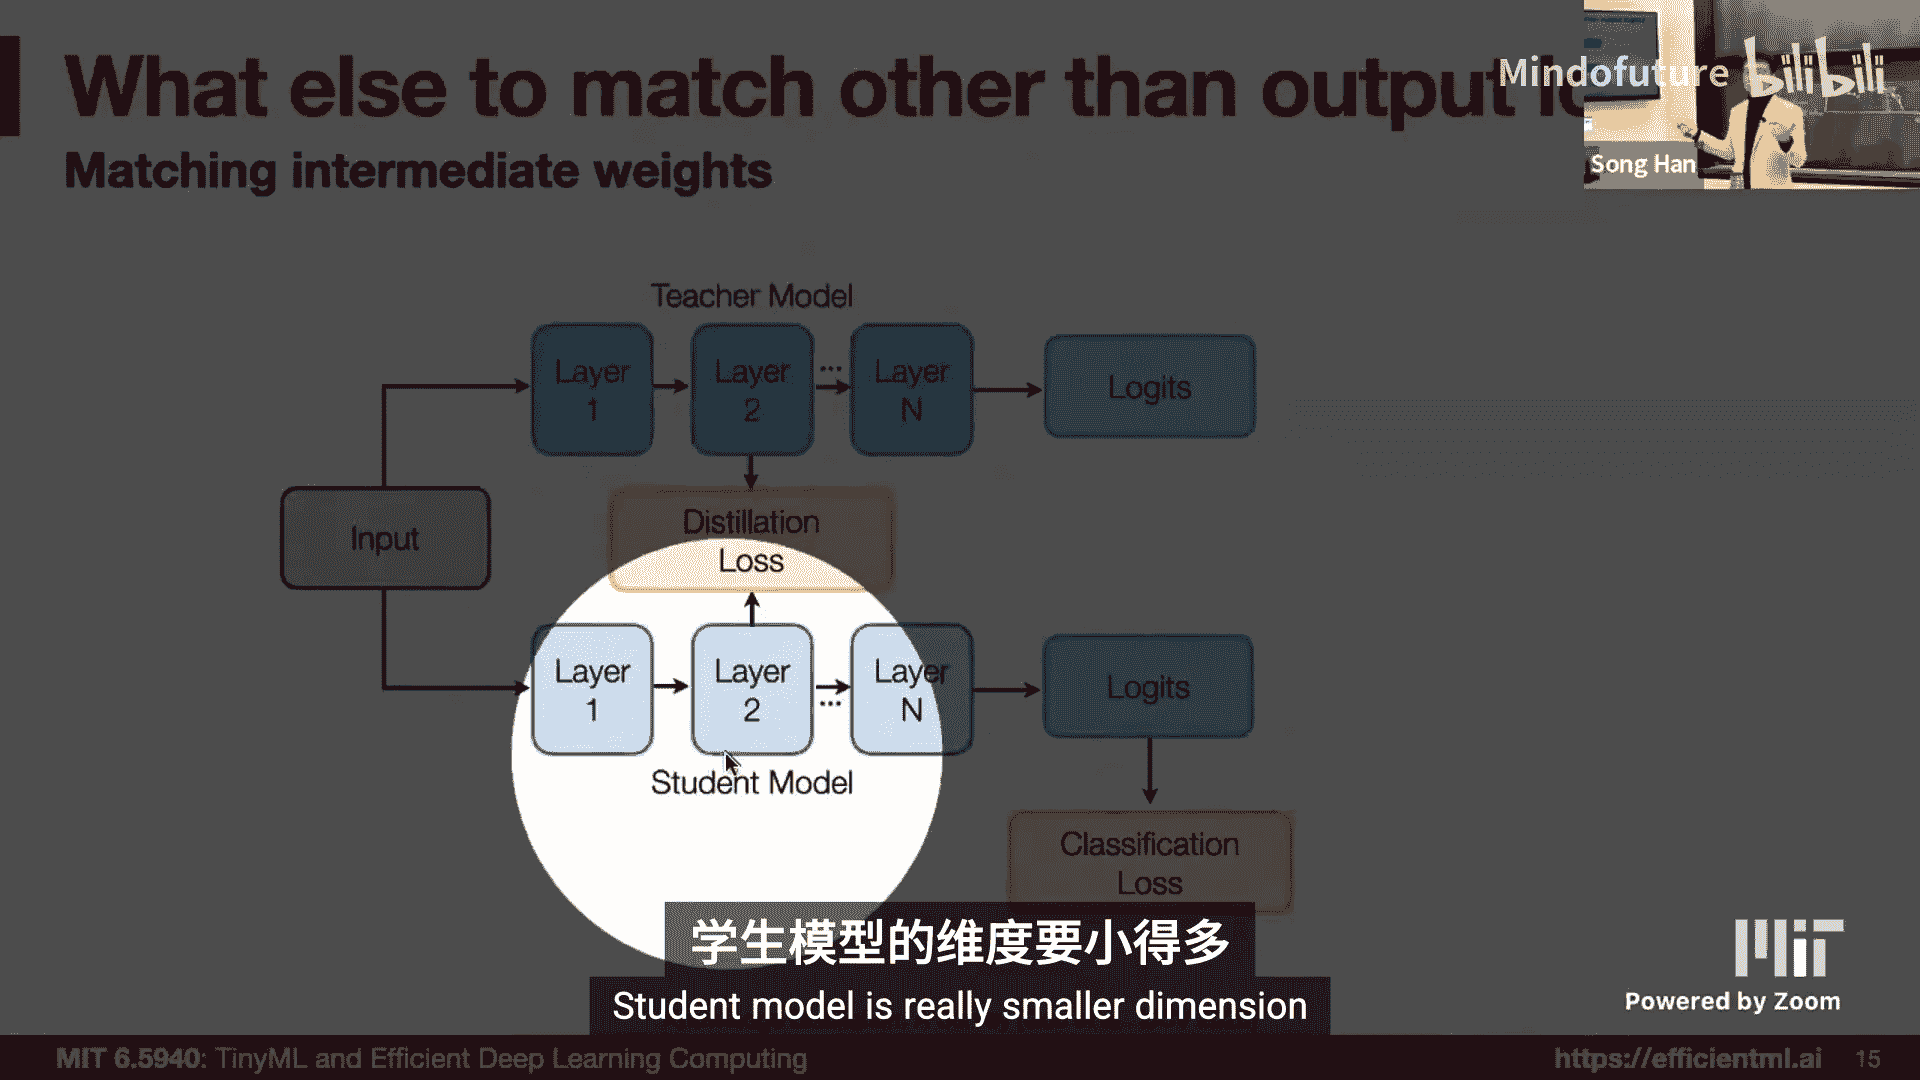 What else to match other than output
Mindofuture bilibili
Song Han
Matching intermediate weights
Teacher Model
Layer 1
Layer 2
...
Layer N
Logits
Input
Distillation Loss
Layer 1
Layer 2
...
Layer N
Logits
Student Model
Classification Loss
学生模型的维度要小得多
Student model is really smaller dimension
MIT
Powered by Zoom
MIT 6.5940: TinyML and Efficient Deep Learning Computing
https://efficientml.ai
15